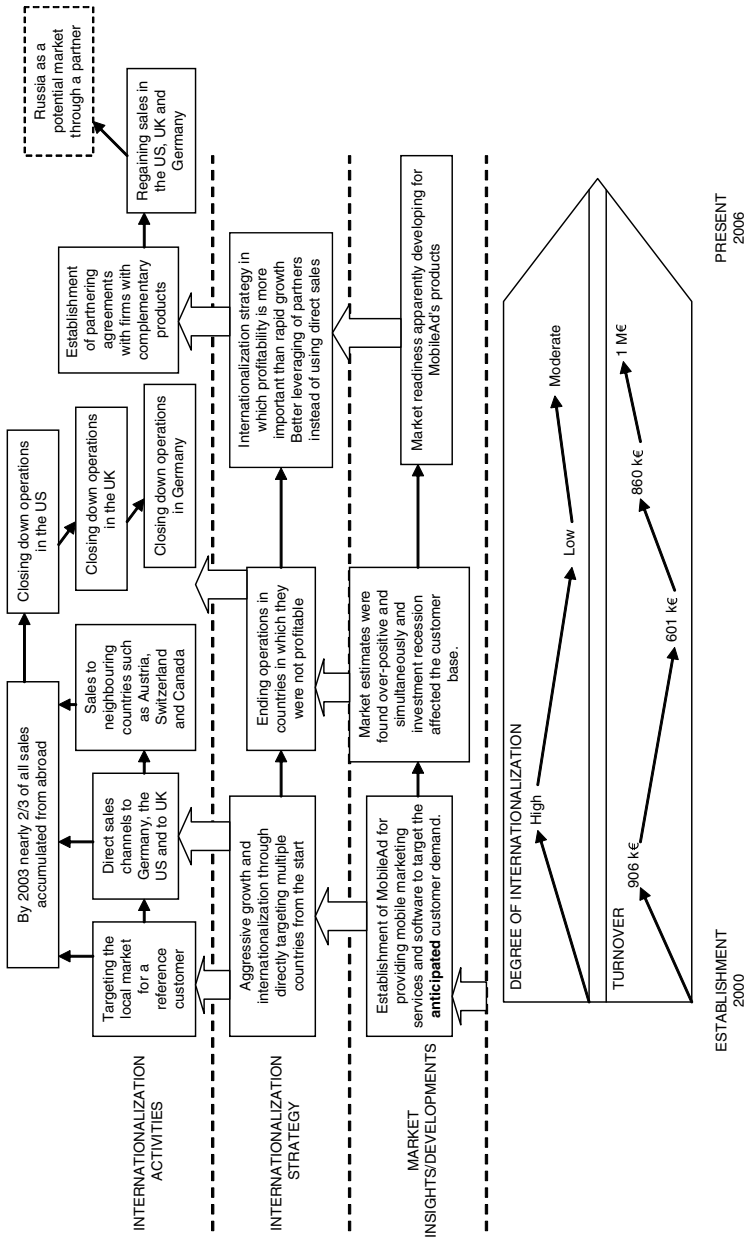 INTERNATIONALIZATION
ACTIVITIES
By 2003 nearly 2/3 of all sales
accumulated from abroad
Targeting the
local market
for a
reference
customer
Direct sales
channels to
Germany, the
US and to UK
Sales to
neighbouring
countries such
as Austria,
Switzerland
and Canada
Closing down operations
in the US
Closing down operations
in the UK
Closing down operations
in Germany
Establishment
of partnering
agreements
with firms with
complementary
products
Regaining sales in
the US, UK and
Germany
Russia as a
potential market
through a partner
INTERNATIONALIZATION
STRATEGY
Aggressive growth and
internationalization through
directly targeting multiple
countries from the start
Ending operations in
countries in which they
were not profitable
Internationalization strategy in
which profitability is more
important than rapid growth
Better leveraging of partners
instead of using direct sales
MARKET
INSIGHTS/DEVELOPMENTS
Establishment of MobileAd for
providing mobile marketing
services and software to target the
anticipated customer demand.
Market estimates were
found over-positive and
simultaneously and
investment recession
affected the customer
base.
Market readiness apparently developing for
MobileAd's products
DEGREE OF INTERNATIONALIZATION
High
Low
Moderate
TURNOVER
906 k€
601 k€
860 k€
1 M€
ESTABLISHMENT
2000
PRESENT
2006